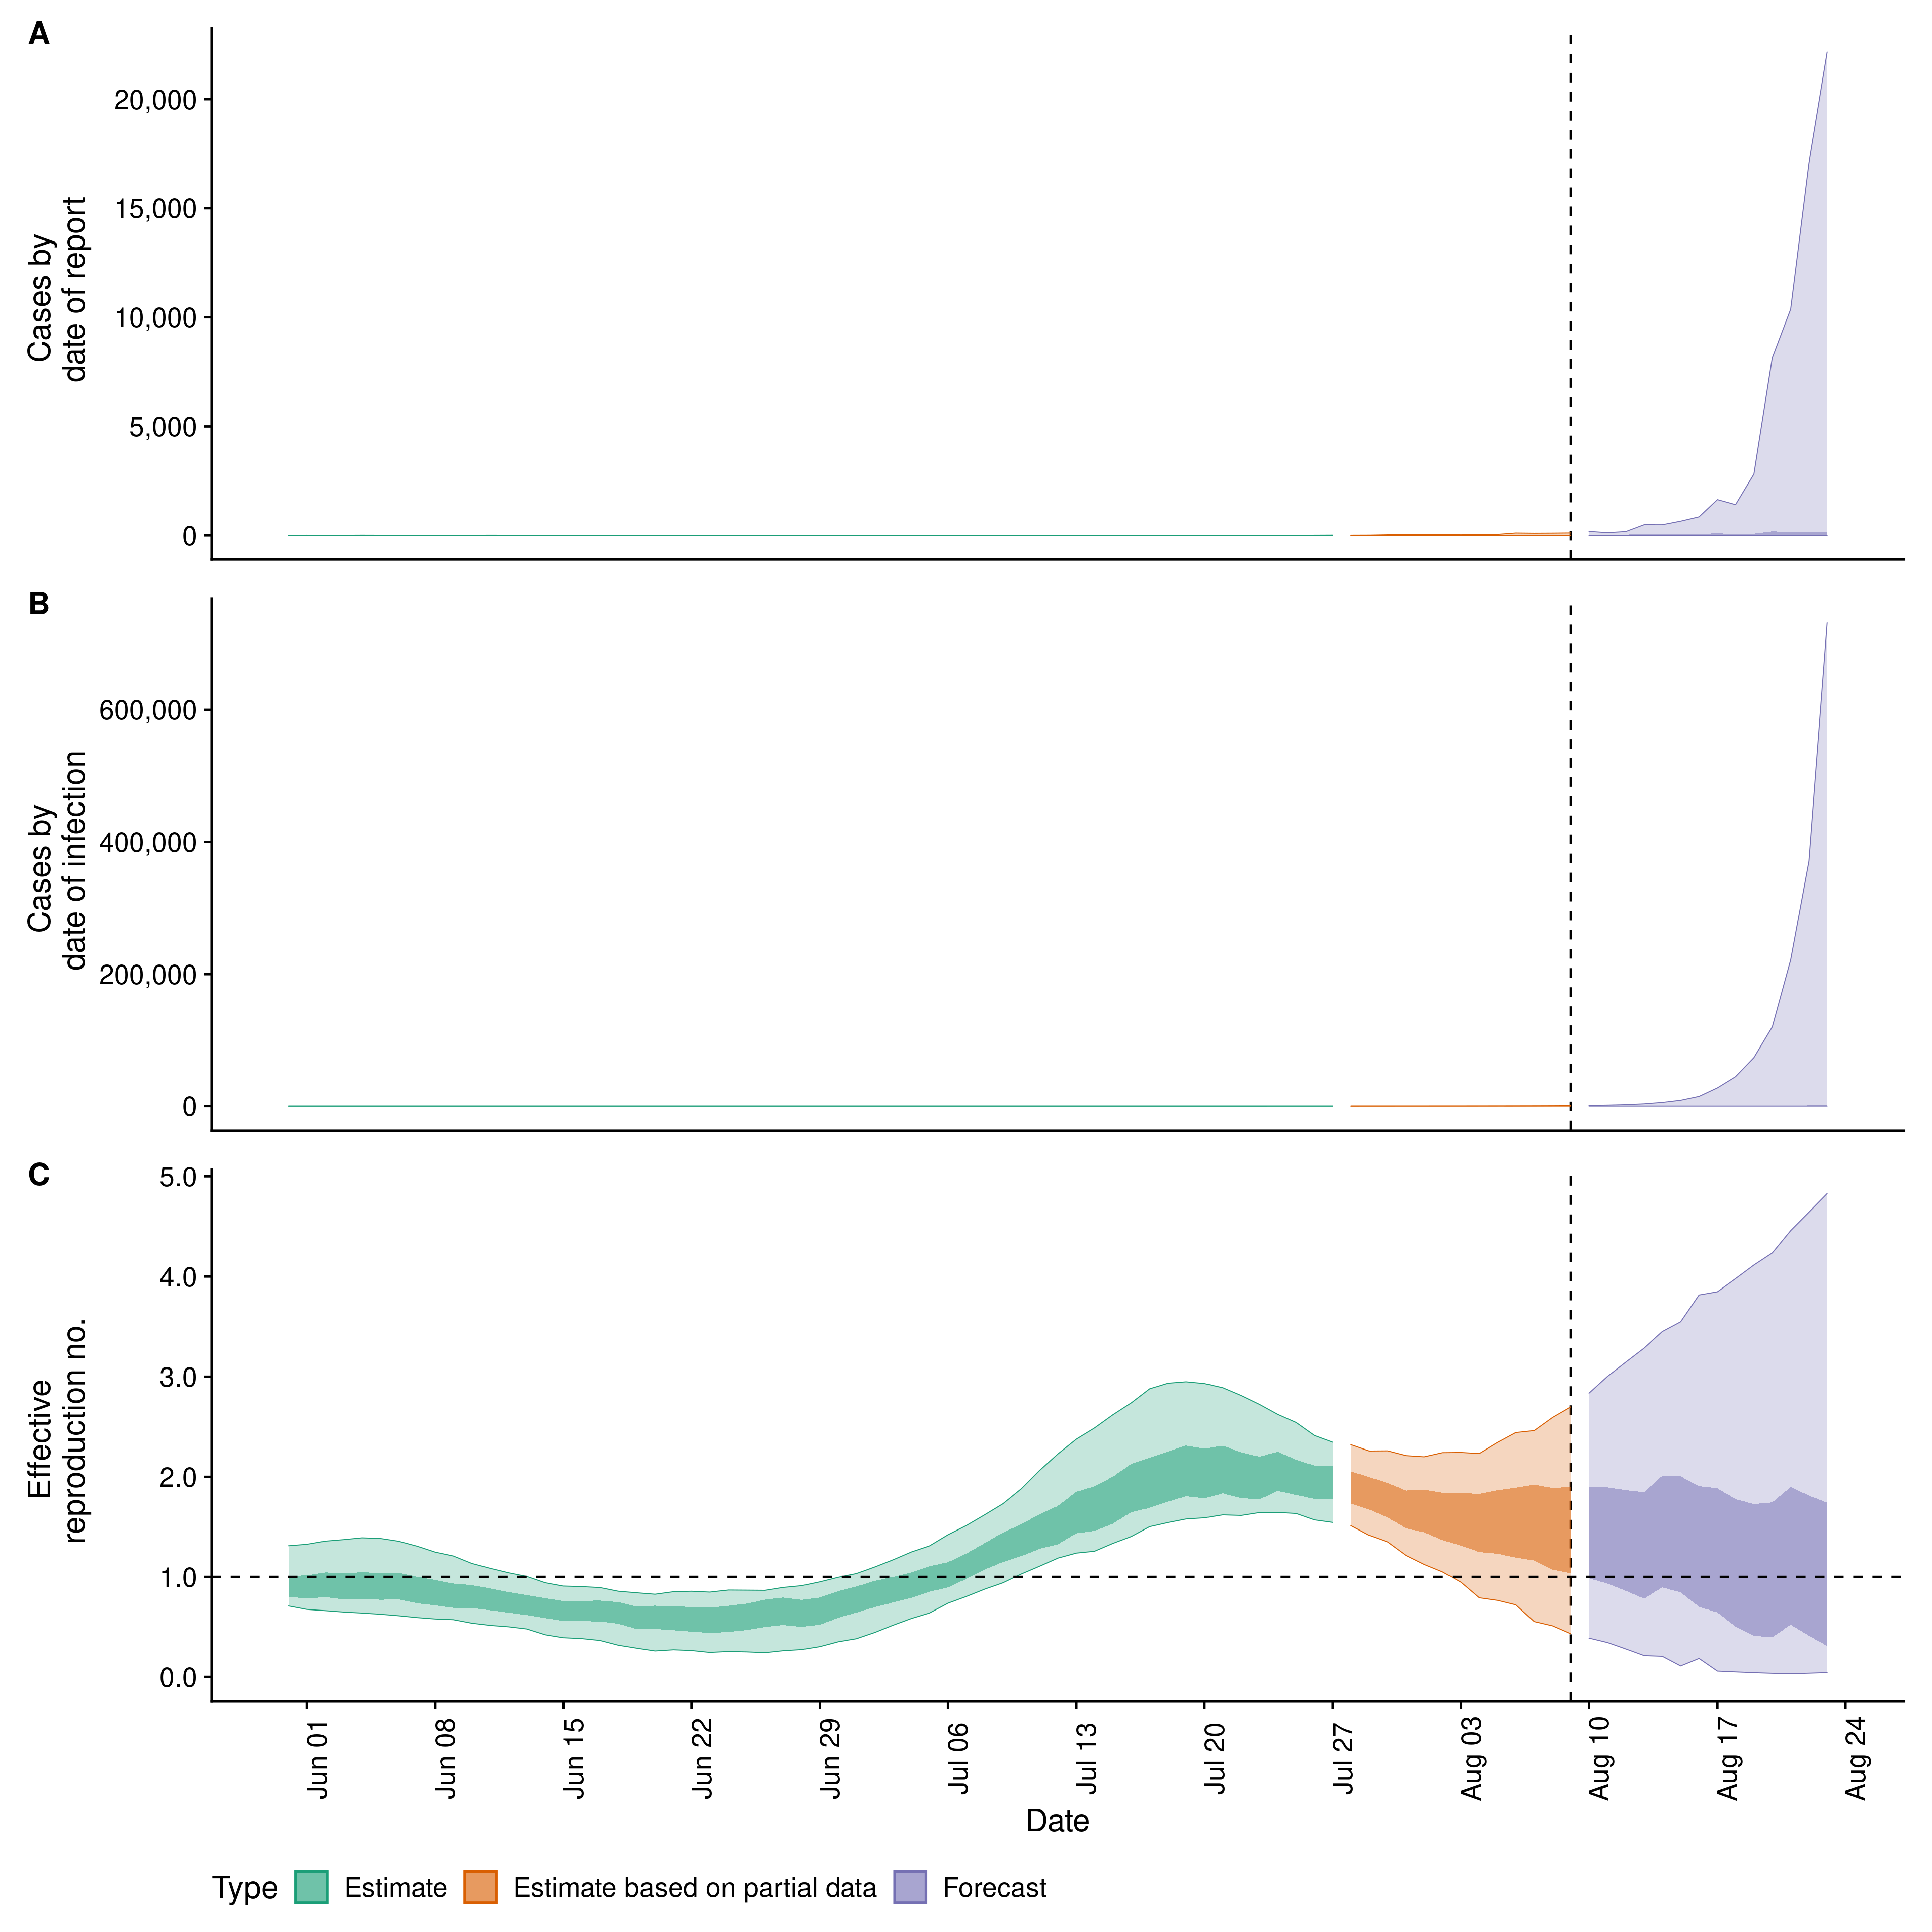 A
Cases by
date of report
20,000
15,000
10,000
5,000
0
B
Cases by
date of infection
600,000
400,000
200,000
0
C
Effective
reproduction no.
5.0
4.0
3.0
2.0
1.0
0.0
Jun 01
Jun 08
Jun 15
Jun 22
Jun 29
Jul 06
Jul 13
Jul 20
Jul 27
Aug 03
Aug 10
Aug 17
Aug 24
Date
Type Estimate Estimate based on partial data Forecast